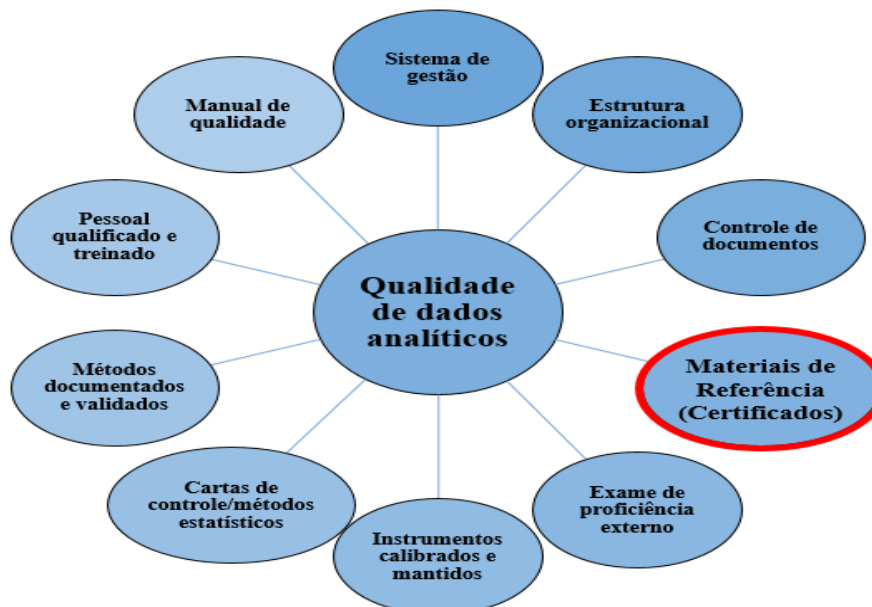 Sistema de
gestão
Estrutura
organizacional
Controle de
documentos
Materiais de
Referência
(Certificados)
Exame de
proficiência
externo
Instrumentos
calibrados e
mantidos
Cartas de
controle/métodos
estatísticos
Métodos
documentados
e validados
Pessoal
qualificado e
treinado
Manual de
qualidade
Qualidade
de dados
analíticos